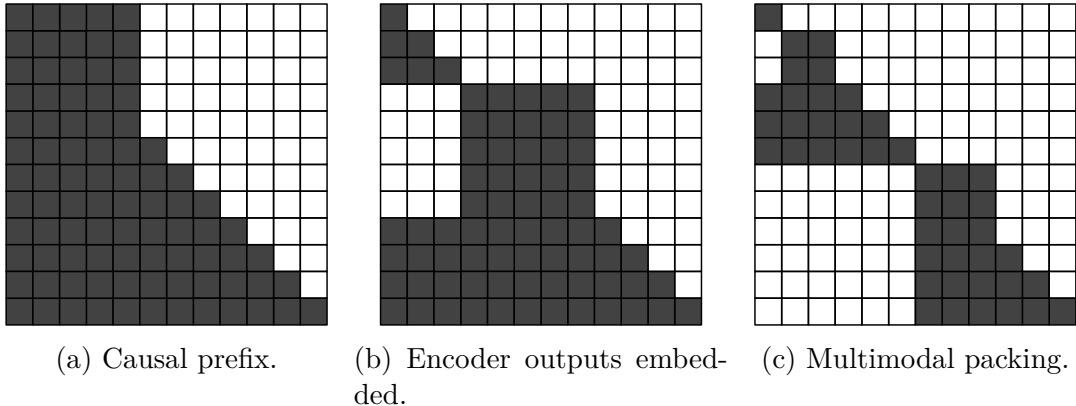 (a) Causal prefix.
(b) Encoder outputs embed-
ded.
(c) Multimodal packing.